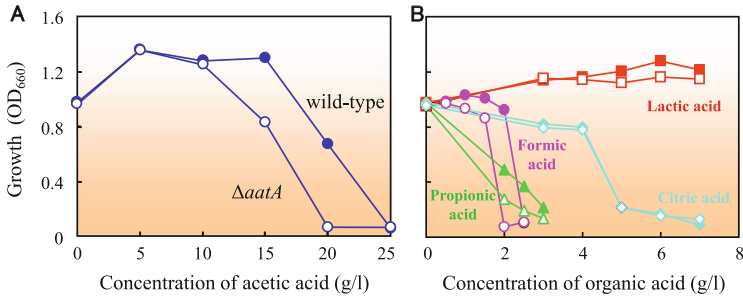 A
Growth (OD660)
1.6
1.2
0.8
0.4
0
0 5 10 15 20 25
wild-type
ΔaatA
Concentration of acetic acid (g/l)
B
Lactic acid
Formic
acid
Propionic
acid
Citric acid
0 2 4 6 8
Concentration of organic acid (g/l)